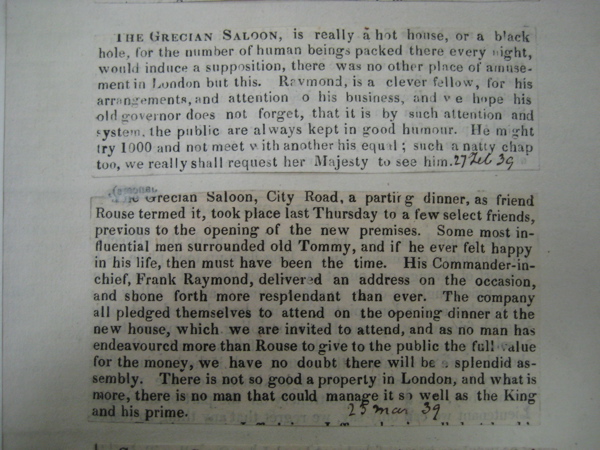 THE GRECIAN SALOON, is really a hot house, or a black
hole, for the number of human beings packed there every night,
would induce a supposition, there was no other place of amuse-
ment in London but this. Raymond, is a clever fellow, for his
arrangements, and attention o his business, and we hope his
old governor does not forget, that it is by such attention and
system, the public are always kept in good humour. He might
try 1000 and not meet with another his equal; such a natty chap
too, we really shall request her Majesty to see him. 27 Feb 39
Grecian Saloon, City Road, a parting dinner, as friend
Rouse termed it, took place last Thursday to a few select friends,
previous to the opening of the new premises. Some most in-
fluential men surrounded old Tommy, and if he ever felt happy
in his life, then must have been the time. His Commander-in-
chief, Frank Raymond, delivered an address on the occasion,
and shone forth more resplendant than ever. The company
all pledged themselves to attend on the opening dinner at the
new house, which we are invited to attend, and as no man has
endeavoured more than Rouse to give to the public the full value
for the money, we have no doubt there will be a splendid as-
sembly. There is not so good a property in London, and what is
more, there is no man that could manage it so well as the King
and his prime. 25 mar 39